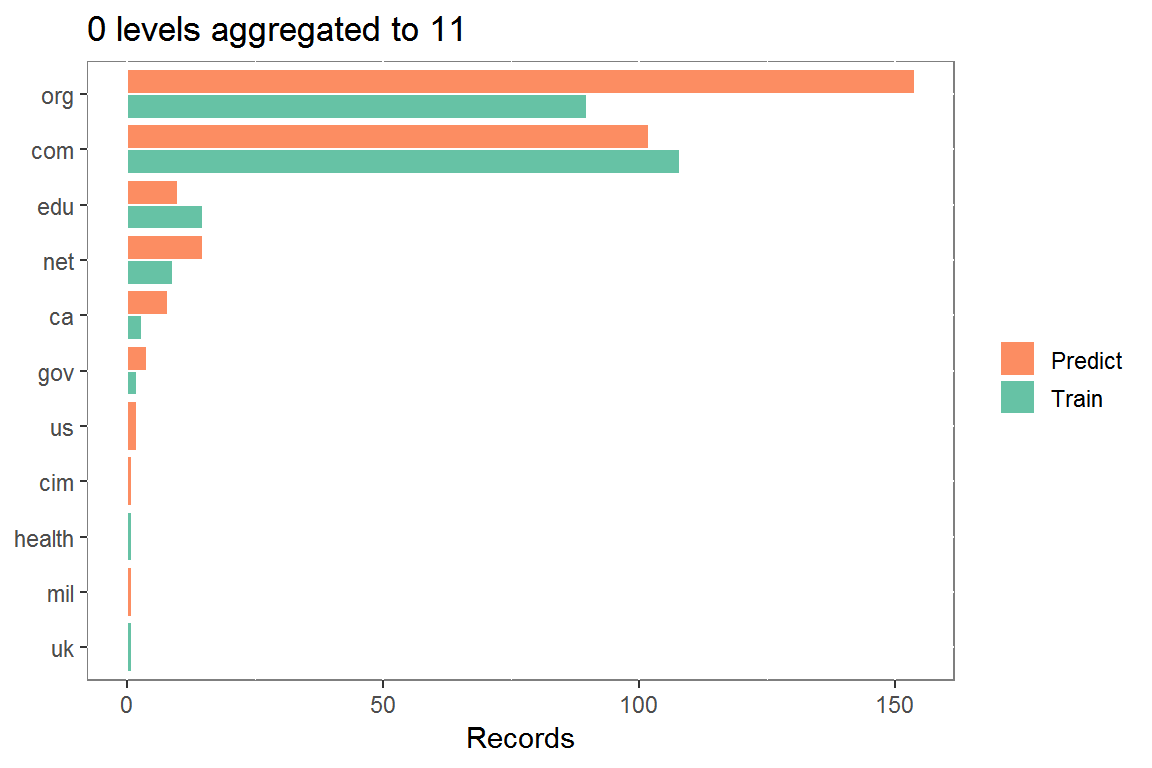 0 levels aggregated to 11
org
com
edu
net
ca
gov
us
cim
health
mil
uk
0 50 100 150
Records
Predict
Train